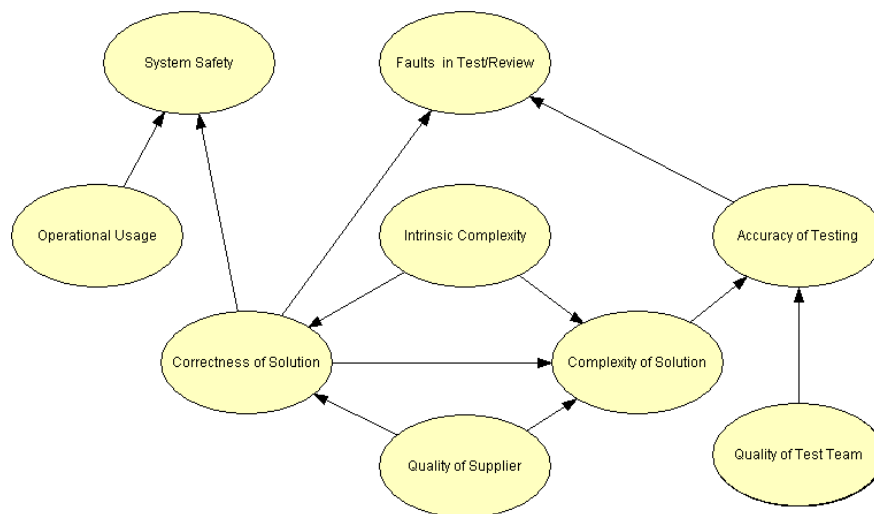 System Safety
Faults in Test/Review
Operational Usage
Intrinsic Complexity
Accuracy of Testing
Correctness of Solution
Complexity of Solution
Quality of Supplier
Quality of Test Team